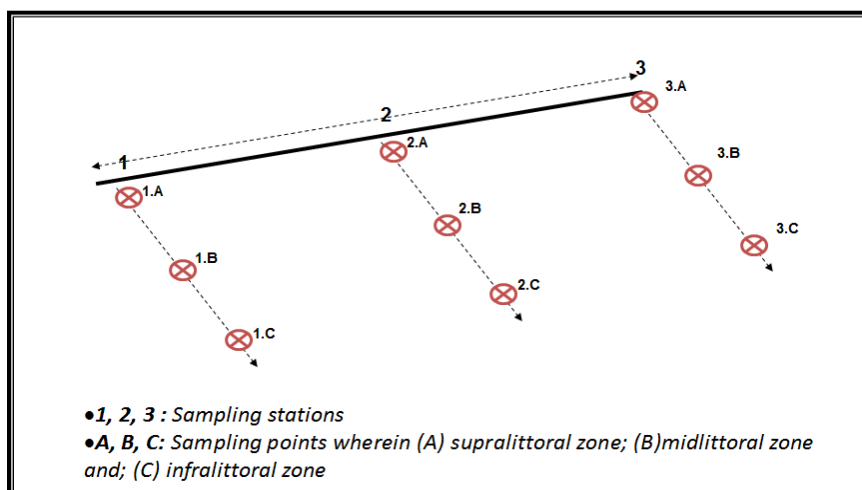 3
3.A
2
2.A
3.B
1
1.A
2.B
3.C
1.B
2.C
1.C
●1, 2, 3 : Sampling stations
●A, B, C: Sampling points wherein (A) supralittoral zone; (B)midlittoral zone
and; (C) infralittoral zone